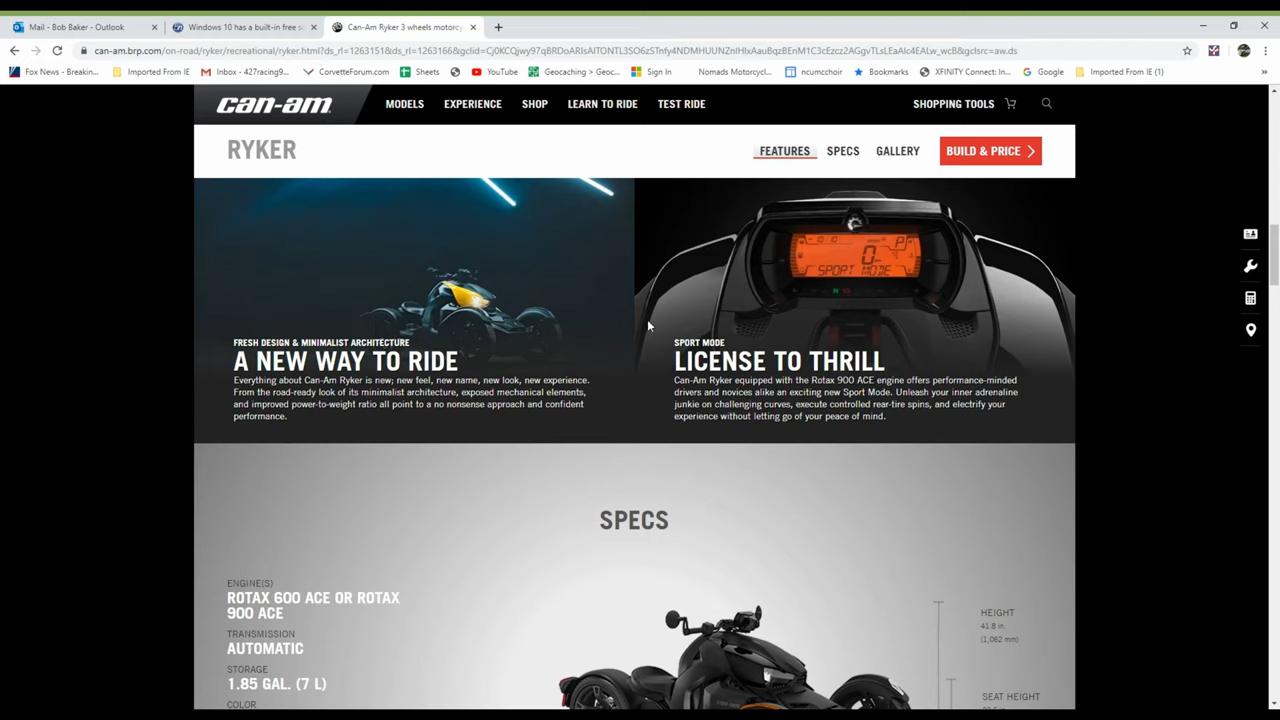 Mail - Bob Baker - Outlook
Windows 10 has a built-in free s
Can-Am Ryker 3 wheels motorcy
can-am.brp.com/on-road/ryker/recreational/ryker.html?ds_rl=1263151&ds_rl=1263166&gclid=
Fox News - Breakin...
Imported From IE
Inbox - 427racing9...
CorvetteForum.com
Sheets
YouTube
Geocaching > Geoc...
Sign In
Nomads Motorcycl...
ncumcchoir
Bookmarks
XFINITY Connect: In...
Google
Imported From IE (1)
can-am
MODELS
EXPERIENCE
SHOP
LEARN TO RIDE
TEST RIDE
SHOPPING TOOLS
RYKER
FEATURES
SPECS
GALLERY
BUILD & PRICE
FRESH DESIGN & MINIMALIST ARCHITECTURE
A NEW WAY TO RIDE
Everything about Can-Am Ryker is new; new feel, new name, new look, new experience.
From the road-ready look of its minimalist architecture, exposed mechanical elements,
and improved power-to-weight ratio all point to a no nonsense approach and confident
performance.
0
SPORT MODE
SPORT MODE
LICENSE TO THRILL
Can-Am Ryker equipped with the Rotax 900 ACE engine offers performance-minded
drivers and novices alike an exciting new Sport Mode. Unleash your inner adrenaline
junkie on challenging curves, execute controlled rear-tire spins, and electrify your
experience without letting go of your peace of mind.
SPECS
ENGINE(S)
ROTAX 600 ACE OR ROTAX
900 ACE
TRANSMISSION
AUTOMATIC
STORAGE
1.85 GAL. (7 L)
COLOR
HEIGHT
41.8 in.
(1,062 mm)
SEAT HEIGHT